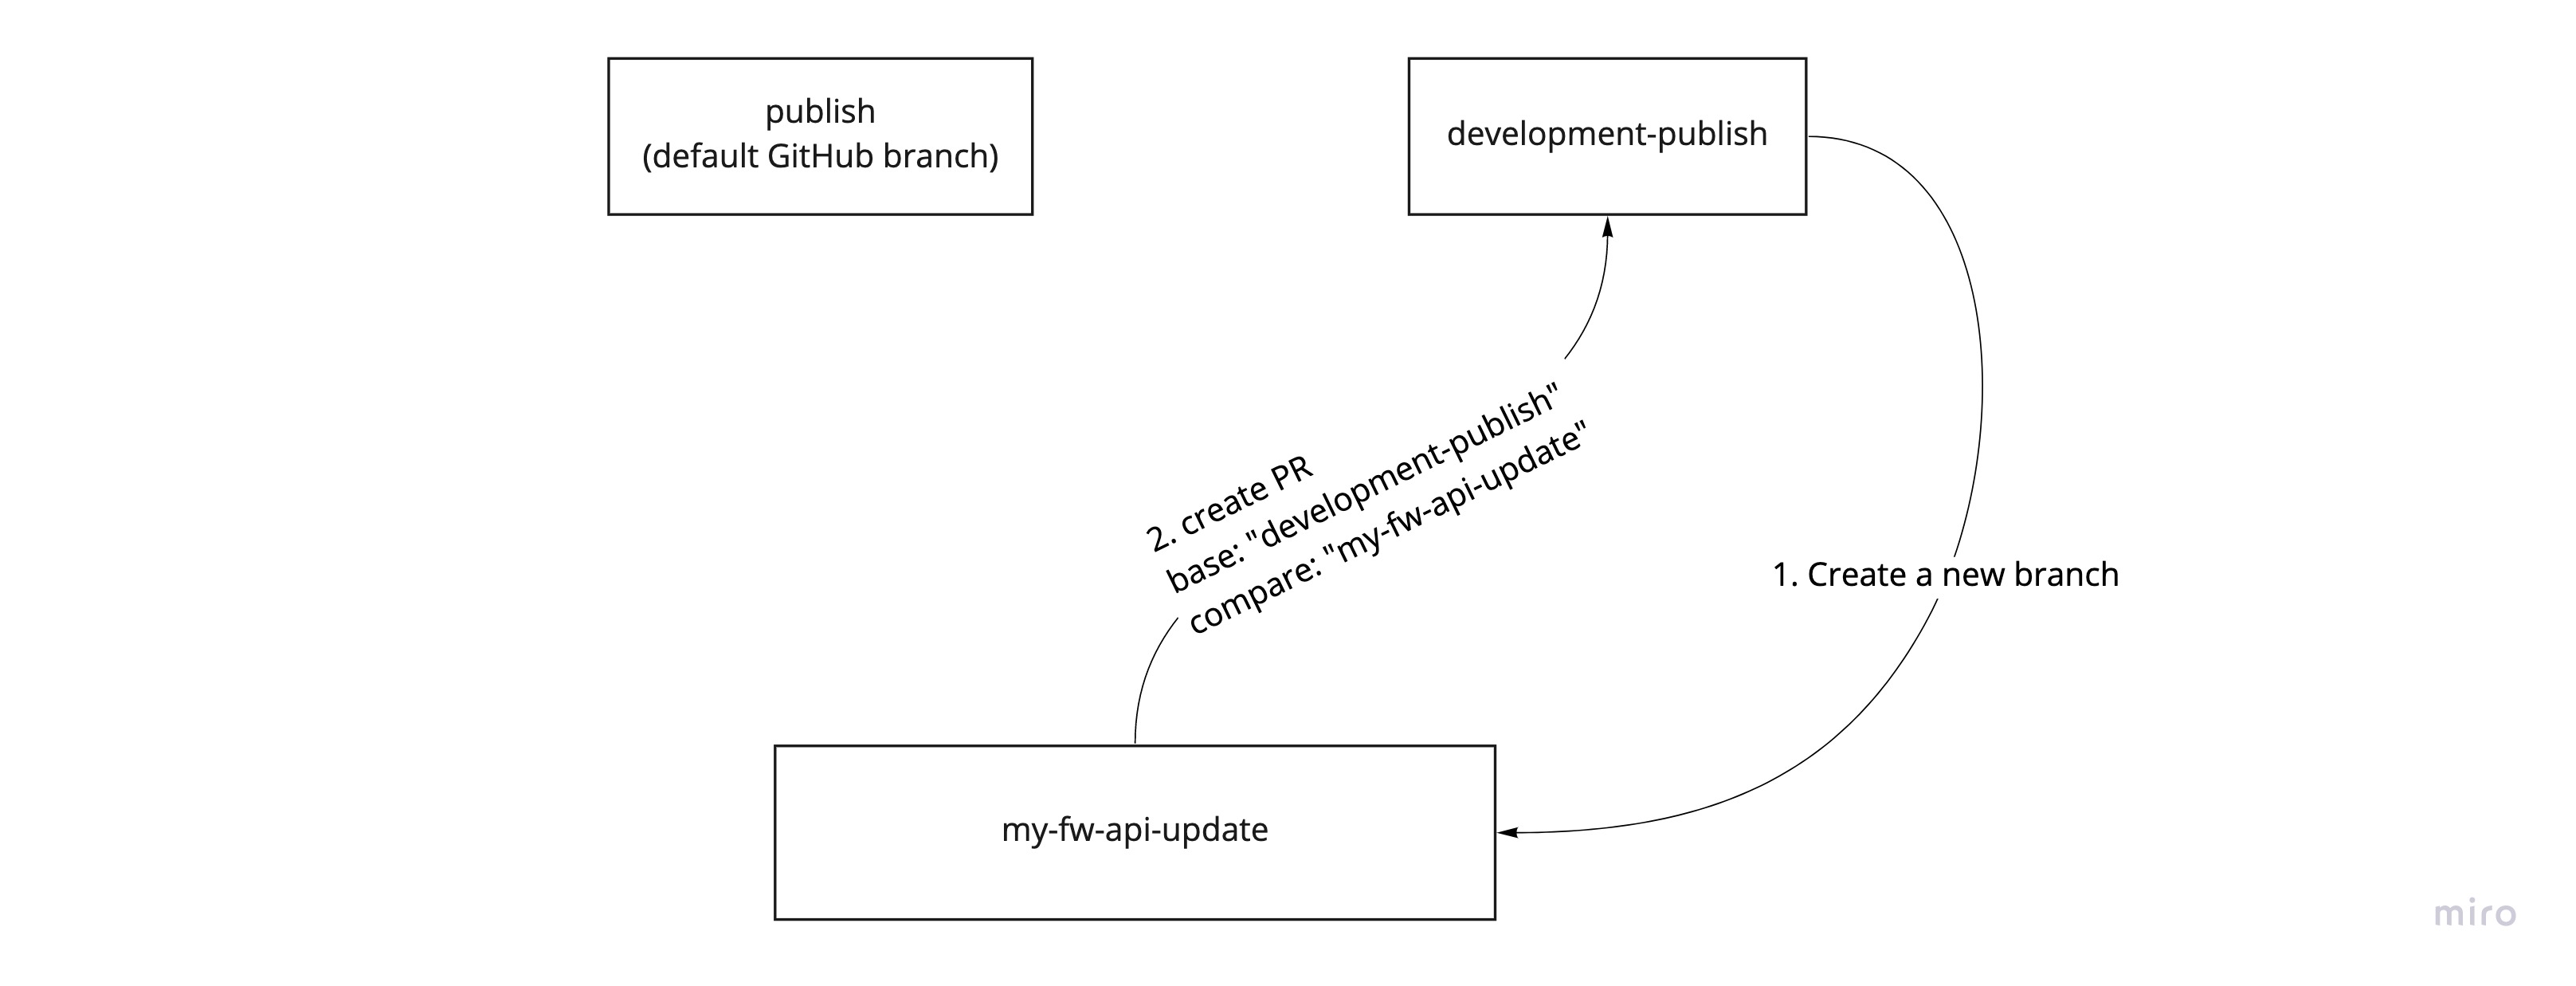 publish
(default GitHub branch)
development-publish
2. create PR
base: "development-publish"
compare: "my-fw-api-update"
1. Create a new branch
my-fw-api-update
miro